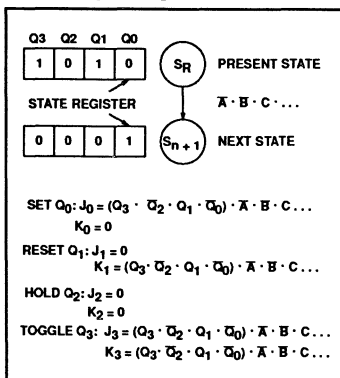 Q3 Q2 Q1 Q0
1 0 1 0
S_R PRESENT STATE
STATE REGISTER
A̅ · B̅ · C · ...
0 0 0 1
S_{n+1} NEXT STATE
SET Q₀: J₀ = (Q₃ · Q̅₂ · Q₁ · Q̅₀) · A̅ · B̅ · C . . .
K₀ = 0
RESET Q₁: J₁ = 0
K₁ = (Q₃ · Q̅₂ · Q₁ · Q̅₀) · A̅ · B̅ · C . . .
HOLD Q₂: J₂ = 0
K₂ = 0
TOGGLE Q₃: J₃ = (Q₃ · Q̅₂ · Q₁ · Q̅₀) · A̅ · B̅ · C . . .
K₃ = (Q₃ · Q̅₂ · Q₁ · Q̅₀) · A̅ · B̅ · C . . .